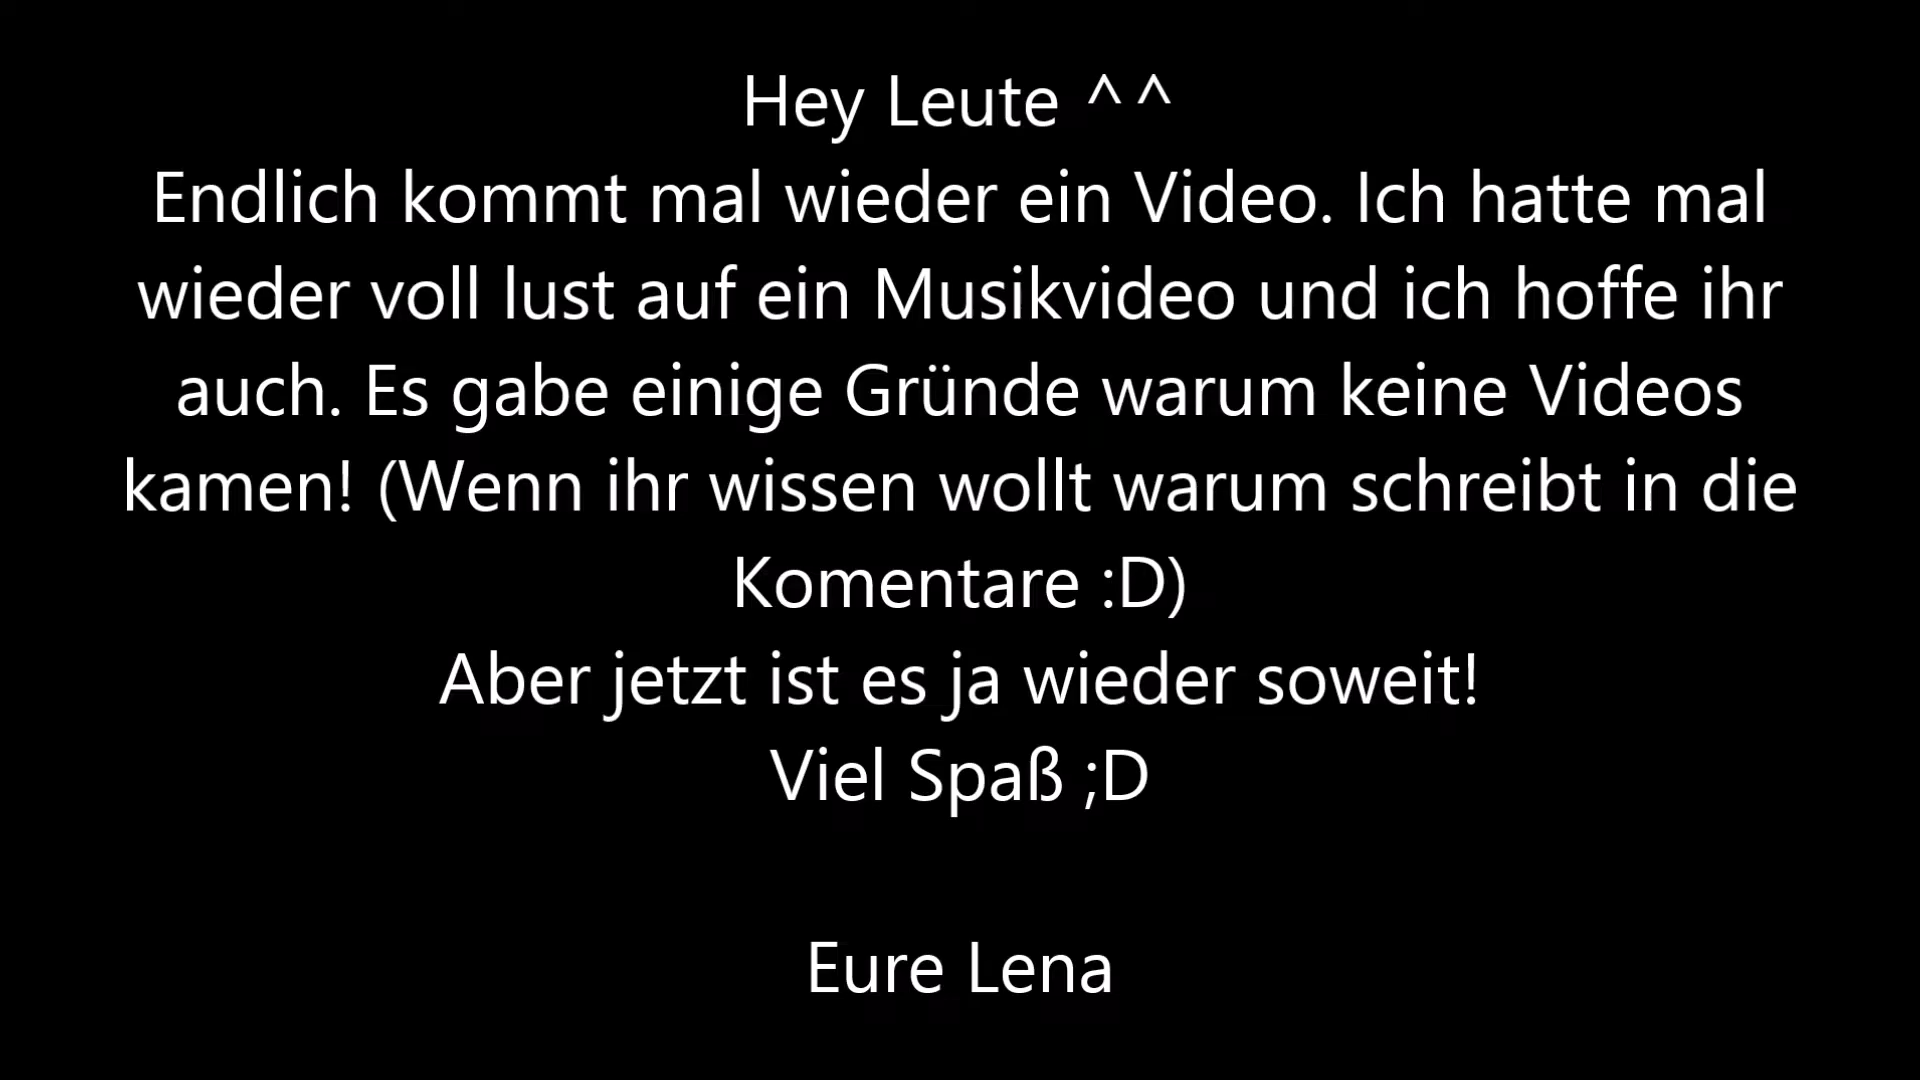 Hey Leute ^^
Endlich kommt mal wieder ein Video. Ich hatte mal
wieder voll lust auf ein Musikvideo und ich hoffe ihr
auch. Es gabe einige Gründe warum keine Videos
kamen! (Wenn ihr wissen wollt warum schreibt in die
Komentare :D)
Aber jetzt ist es ja wieder soweit!
Viel Spaß ;D
Eure Lena